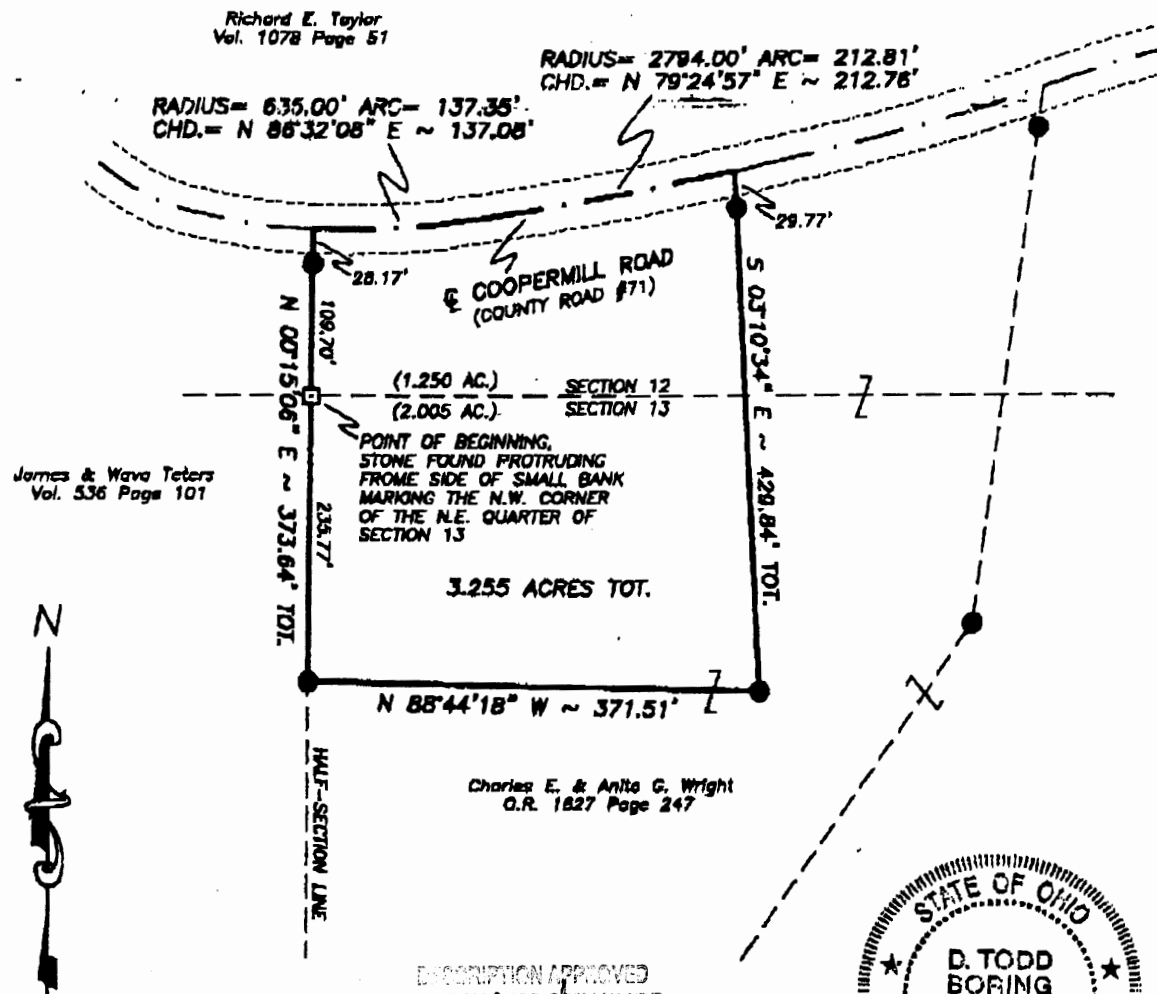 Richard E. Taylor
Vol. 1078 Page 51
RADIUS= 2794.00' ARC= 212.81'
CHD.= N 79°24'57" E ~ 212.76'
RADIUS= 635.00' ARC= 137.35'
CHD.= N 86°32'08" E ~ 137.08'
29.77'
28.17'
℄ COOPERMILL ROAD
(COUNTY ROAD #71)
N 00°15'06" E ~ 373.64' TOT.
109.70'
S 03°10'34" E ~ 429.84' TOT.
(1.250 AC.) SECTION 12
(2.005 AC.) SECTION 13
POINT OF BEGINNING,
STONE FOUND PROTRUDING
FROME SIDE OF SMALL BANK
MARKING THE N.W. CORNER
OF THE N.E. QUARTER OF
SECTION 13
James & Wava Teters
Vol. 536 Page 101
235.77'
3.255 ACRES TOT.
N
N 88°44'18" W ~ 371.51'
HALF-SECTION LINE
Charles E. & Anita G. Wright
O.R. 1627 Page 247
STATE OF OHIO
D. TODD
BORING
DESCRIPTION APPROVED